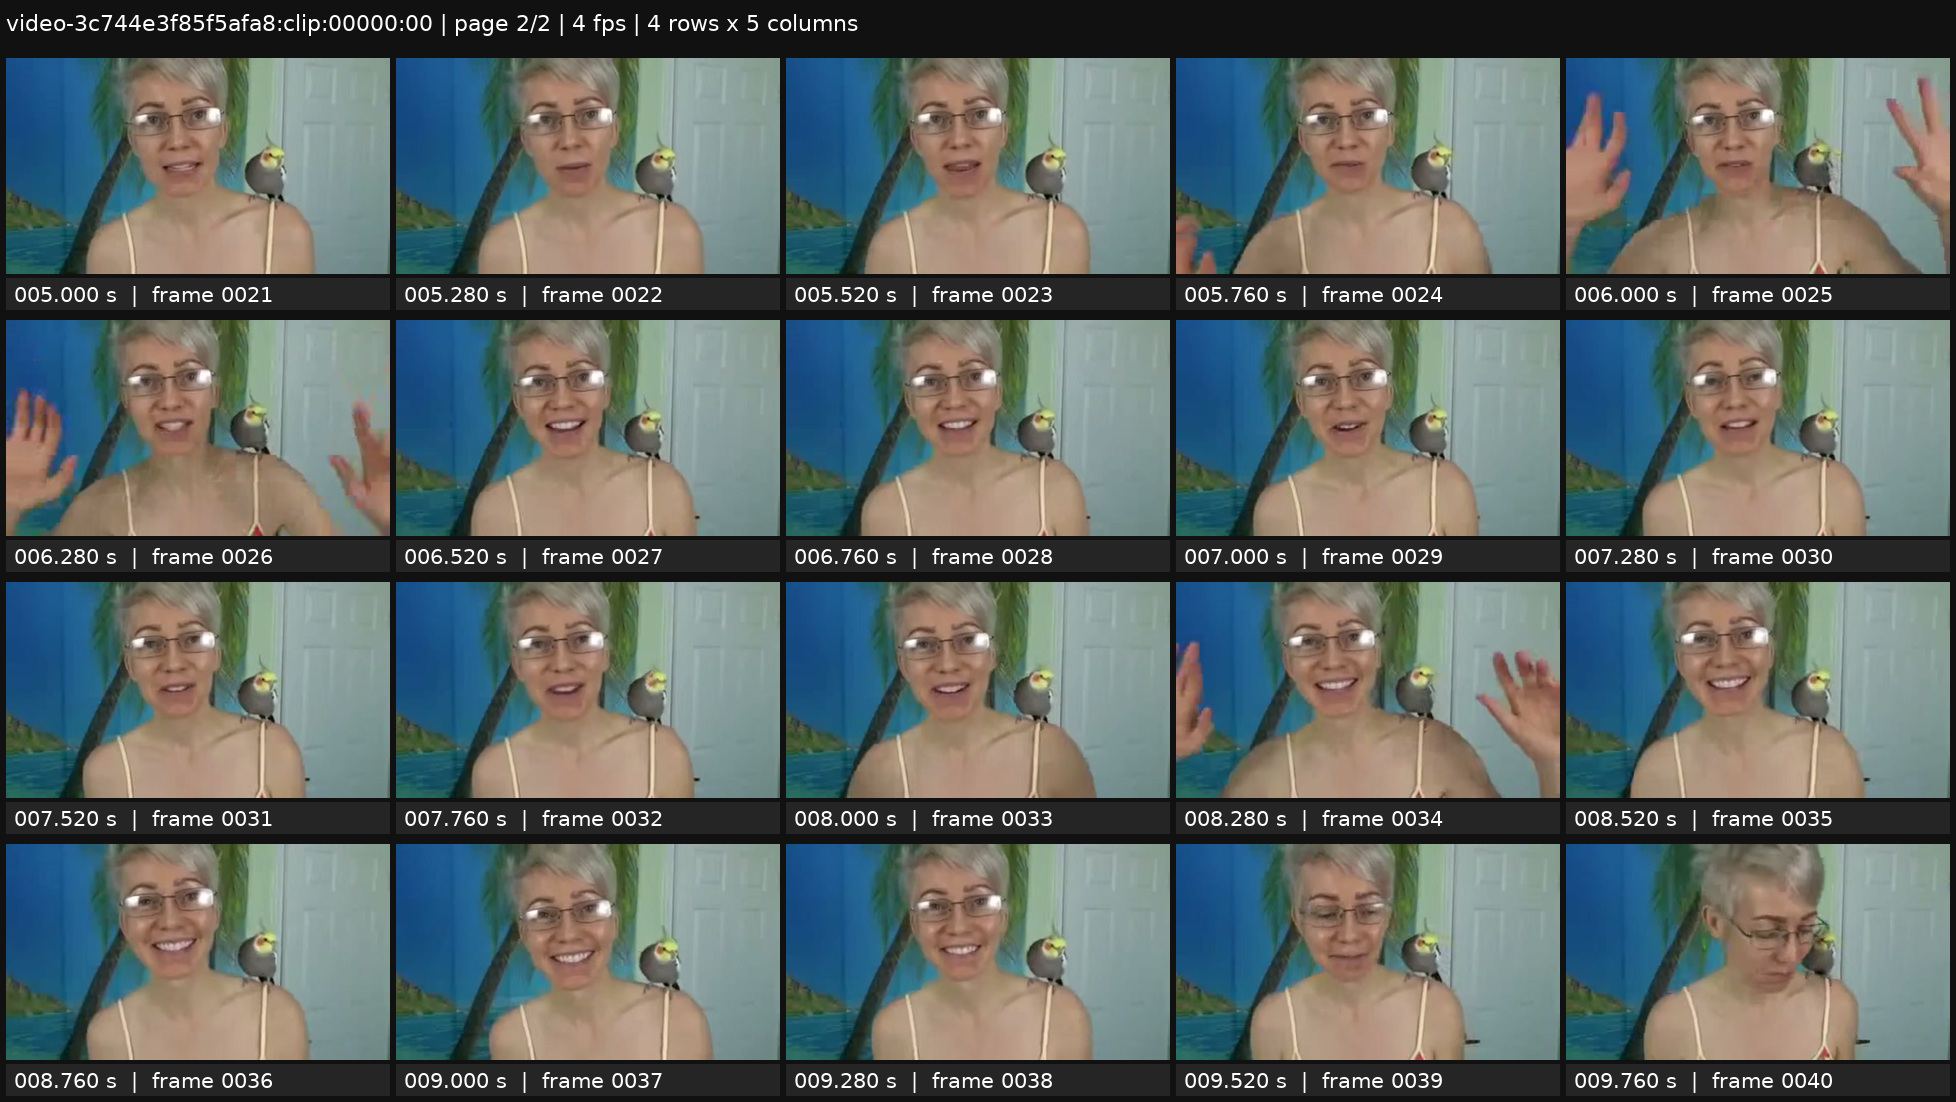 video-3c744e3f85f5afa8:clip:00000:00 | page 2/2 | 4 fps | 4 rows x 5 columns
005.000 s | frame 0021
005.280 s | frame 0022
005.520 s | frame 0023
005.760 s | frame 0024
006.000 s | frame 0025
006.280 s | frame 0026
006.520 s | frame 0027
006.760 s | frame 0028
007.000 s | frame 0029
007.280 s | frame 0030
007.520 s | frame 0031
007.760 s | frame 0032
008.000 s | frame 0033
008.280 s | frame 0034
008.520 s | frame 0035
008.760 s | frame 0036
009.000 s | frame 0037
009.280 s | frame 0038
009.520 s | frame 0039
009.760 s | frame 0040